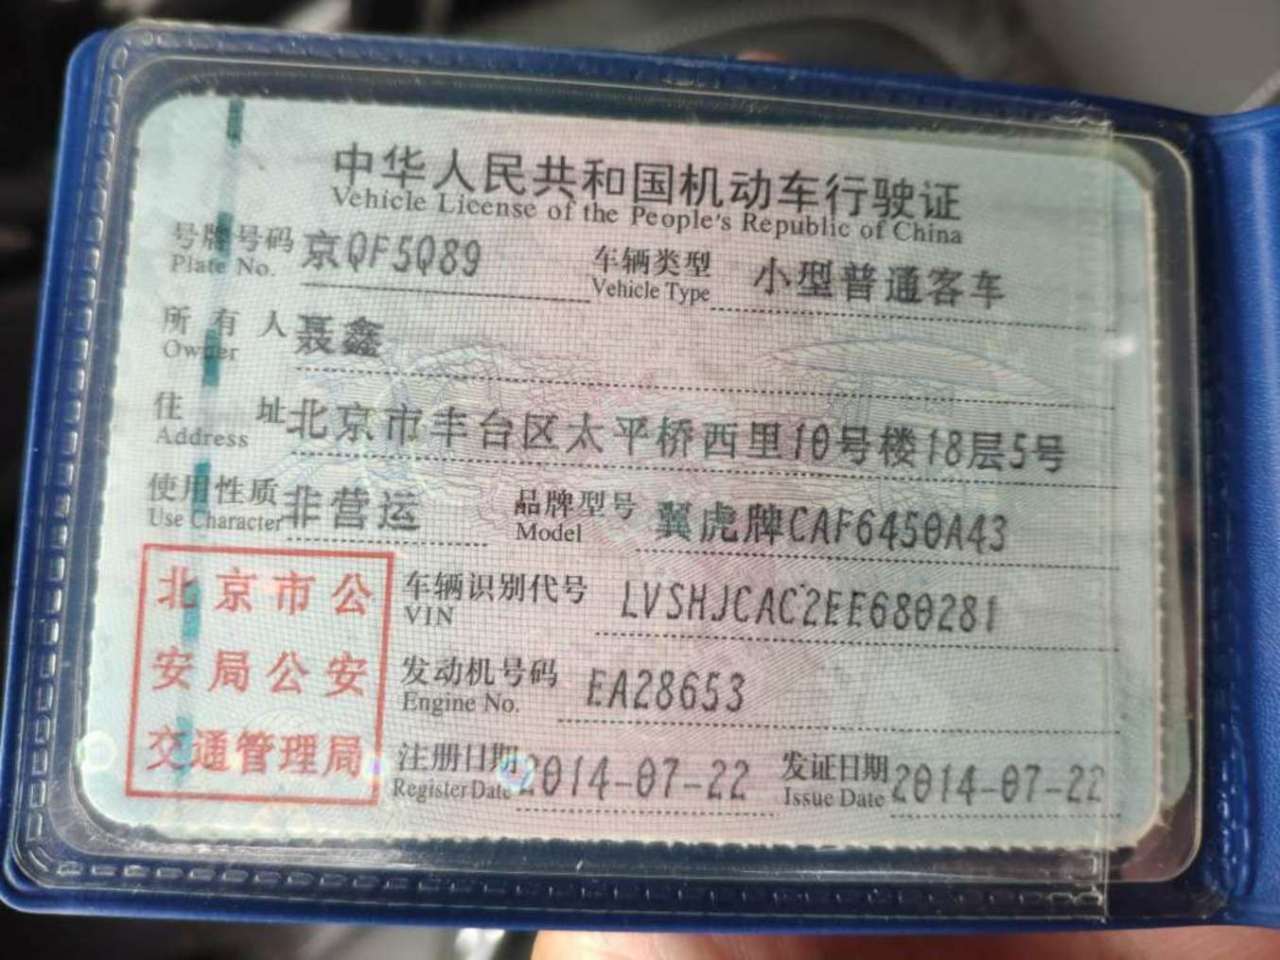 中华人民共和国机动车行驶证
Vehicle License of the People's Republic of China
号牌号码 京QF5Q89 车辆类型 小型普通客车
Plate No. Vehicle Type
所有人 聂鑫
Owner
住址 北京市丰台区太平桥西里10号楼18层5号
Address
使用性质 非营运 品牌型号 翼虎牌CAF6450A43
Use Character Model
车辆识别代号 LVSHJCAC2EE680281
VIN
发动机号码 EA28653
Engine No.
注册日期 2014-07-22 发证日期 2014-07-22
Register Date Issue Date
北京市公
安局公安
交通管理局